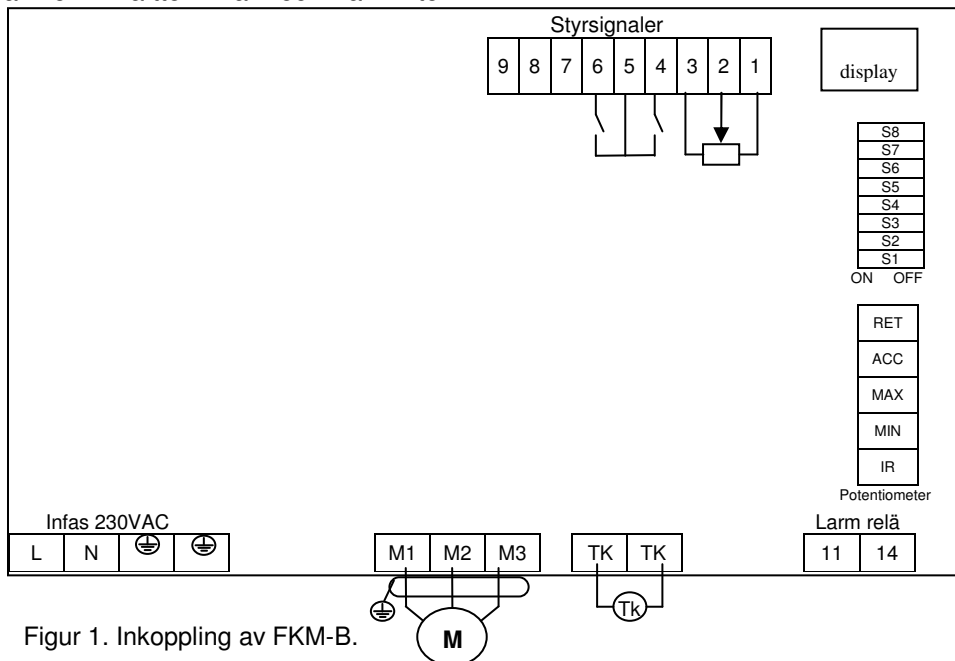 Styrsignaler
9 8 7 6 5 4 3 2 1
display
S8
S7
S6
S5
S4
S3
S2
S1
ON OFF
RET
ACC
MAX
MIN
IR
Potentiometer
Infas 230VAC
Larm relä
L N M1 M2 M3 TK TK 11 14
Tk
M
Figur 1. Inkoppling av FKM-B.